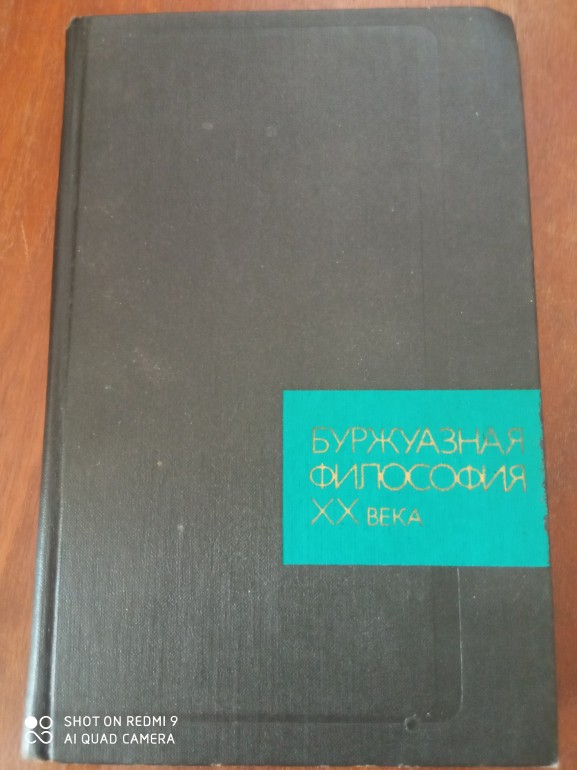 БУРЖУАЗНАЯ
ФИЛОСОФИЯ
XX ВЕКА
SHOT ON REDMI 9
AI QUAD CAMERA